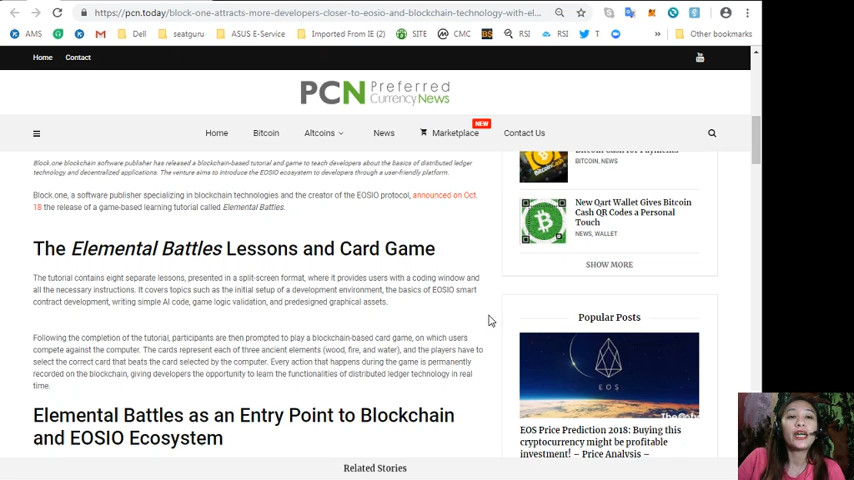 https://pcn.today/block-one-attracts-more-developers-closer-to-eosio-and-blockchain-technology-with-el...
AMS
Dell
seatguru
ASUS E-Service
Imported From IE (2)
SITE
CMC
RSI
RSI
T
»
Other bookmarks
Home
Contact
You Tube
PCN Preferred
Currency News
NEW
Home
Bitcoin
Altcoins
News
Marketplace
Contact Us
Block.one blockchain software publisher has released a blockchain-based tutorial and game to teach developers about the basics of distributed ledger
technology and decentralized applications. The venture aims to introduce the EOSIO ecosystem to developers through a user-friendly platform.
Block.one, a software publisher specializing in blockchain technologies and the creator of the EOSIO protocol, announced on Oct.
18 the release of a game-based learning tutorial called Elemental Battles.
The Elemental Battles Lessons and Card Game
The tutorial contains eight separate lessons, presented in a split-screen format, where it provides users with a coding window and
all the necessary instructions. It covers topics such as the initial setup of a development environment, the basics of EOSIO smart
contract development, writing simple AI code, game logic validation, and predesigned graphical assets.
Following the completion of the tutorial, participants are then prompted to play a blockchain-based card game, on which users
compete against the computer. The cards represent each of three ancient elements (wood, fire, and water), and the players have to
select the correct card that beats the card selected by the computer. Every action that happens during the game is permanently
recorded on the blockchain, giving developers the opportunity to learn the functionalities of distributed ledger technology in real
time.
Elemental Battles as an Entry Point to Blockchain
and EOSIO Ecosystem
Bitcoin Cash for Payments
BITCOIN, NEWS
New Qart Wallet Gives Bitcoin
Cash QR Codes a Personal
Touch
NEWS, WALLET
SHOW MORE
Popular Posts
EOS
EOS Price Prediction 2018: Buying this
cryptocurrency might be profitable
investment! – Price Analysis –
Related Stories